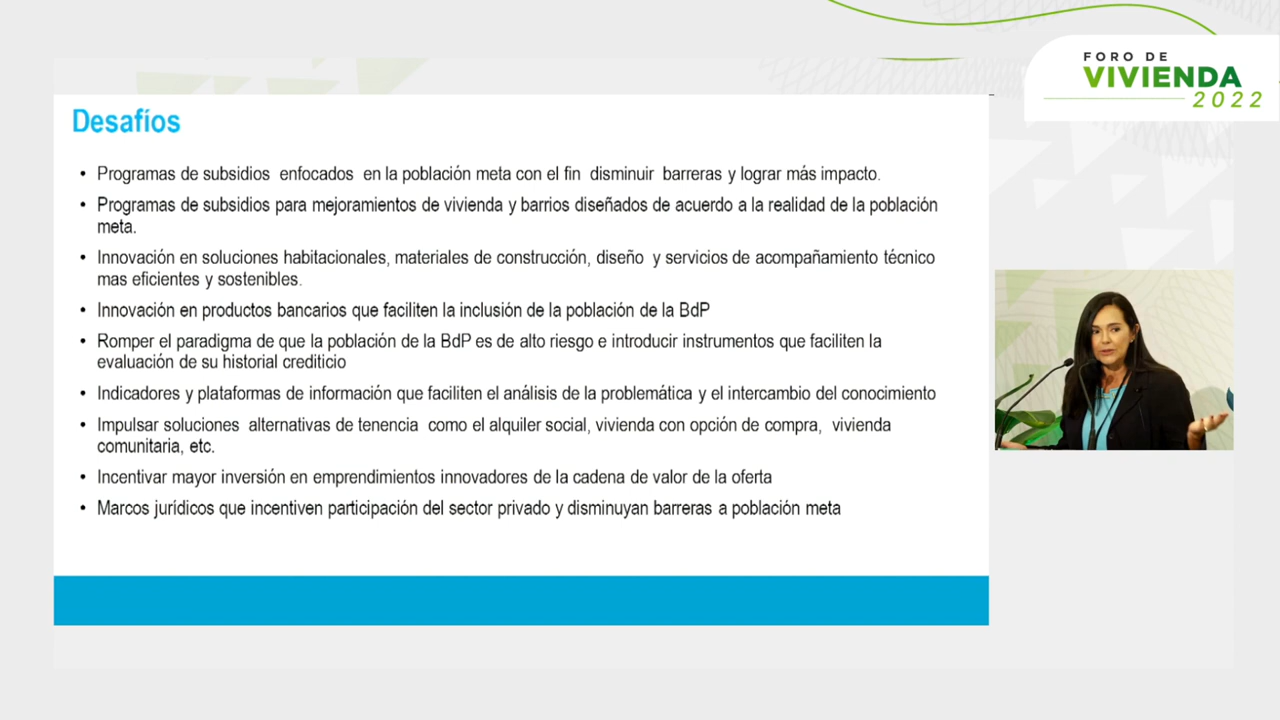 FORO DE
VIVIENDA
2022
Desafíos
• Programas de subsidios enfocados en la población meta con el fin disminuir barreras y lograr más impacto.
• Programas de subsidios para mejoramientos de vivienda y barrios diseñados de acuerdo a la realidad de la población
meta.
• Innovación en soluciones habitacionales, materiales de construcción, diseño y servicios de acompañamiento técnico
mas eficientes y sostenibles.
• Innovación en productos bancarios que faciliten la inclusión de la población de la BdP
• Romper el paradigma de que la población de la BdP es de alto riesgo e introducir instrumentos que faciliten la
evaluación de su historial crediticio
• Indicadores y plataformas de información que faciliten el análisis de la problemática y el intercambio del conocimiento
• Impulsar soluciones alternativas de tenencia como el alquiler social, vivienda con opción de compra, vivienda
comunitaria, etc.
• Incentivar mayor inversión en emprendimientos innovadores de la cadena de valor de la oferta
• Marcos jurídicos que incentiven participación del sector privado y disminuyan barreras a población meta